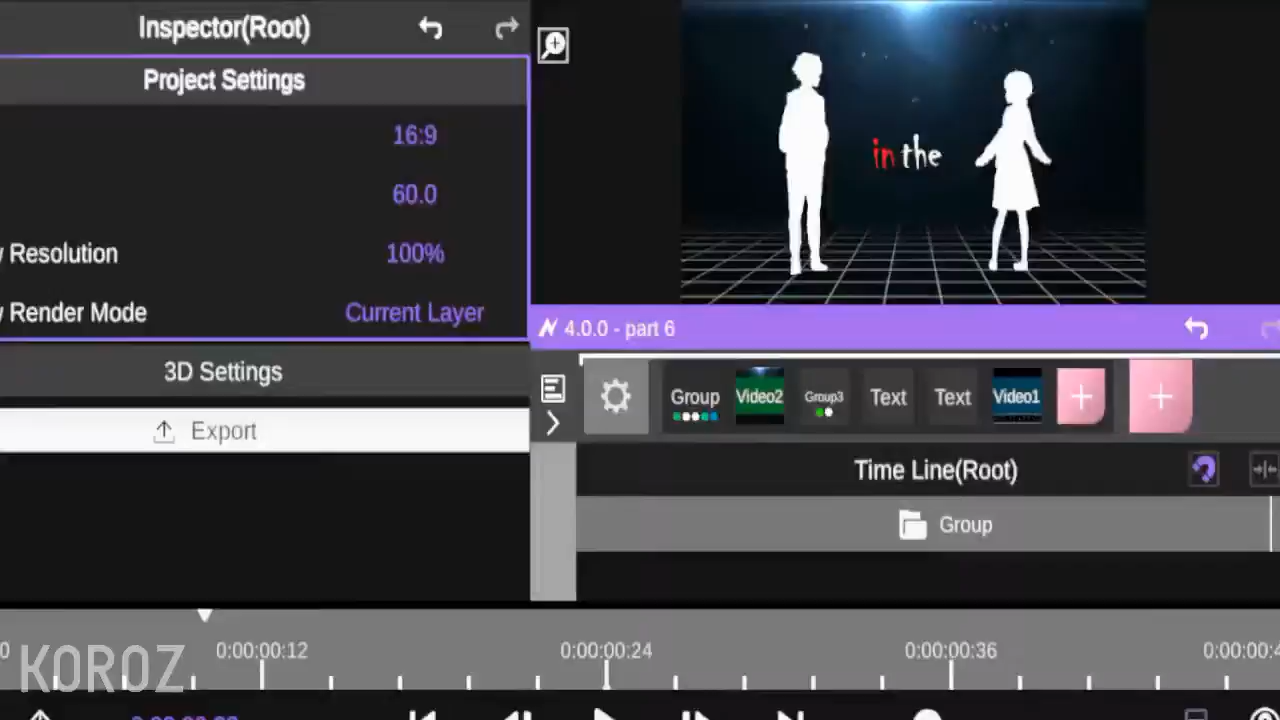 Inspector(Root)
Project Settings
16:9
60.0
Resolution
100%
Render Mode
Current Layer
3D Settings
Export
in the
4.0.0 - part 6
Group
Video2
Group3
Text
Text
Video1
Time Line(Root)
Group
0:00:00:12
0:00:00:24
0:00:00:36
KOROZ